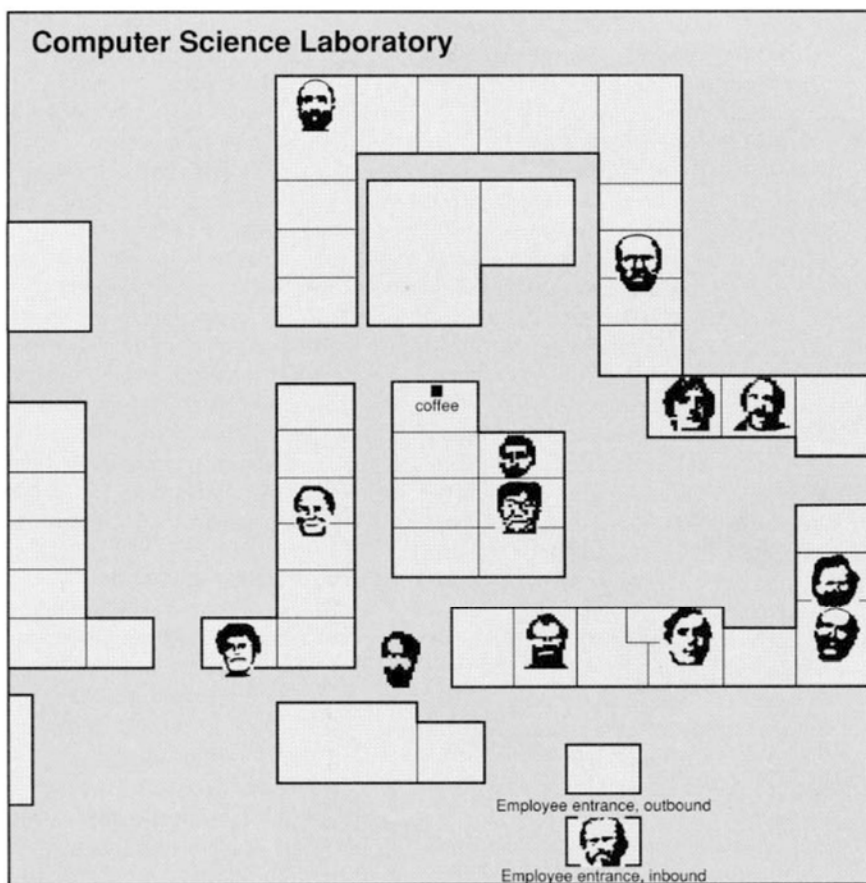 Computer Science Laboratory
coffee
Employee entrance, outbound
Employee entrance, inbound